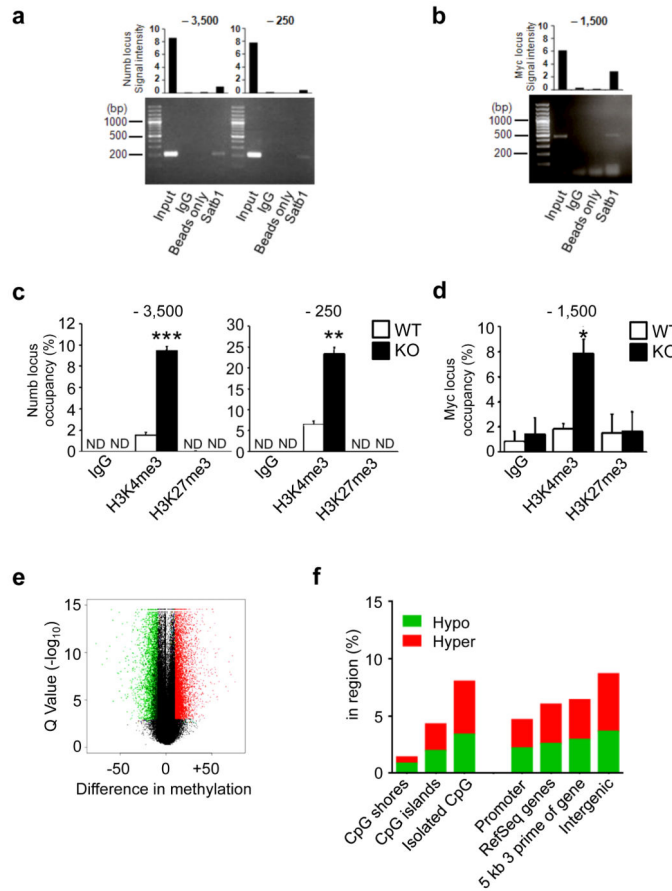 a
– 3,500
– 250
Numb locus
Signal intensity
10
8
6
4
2
0
10
8
6
4
2
0
(bp)
1000
500
200
Input
IgG
Beads only
Satb1
Input
IgG
Beads only
Satb1
b
– 1,500
Myc locus
Signal intensity
10
8
6
4
2
0
(bp)
1000
500
200
Input
IgG
Beads only
Satb1
c
- 3,500
Numb locus
occupancy (%)
12
10
8
6
4
2
0
***
ND ND
ND ND
IgG
H3K4me3
H3K27me3
- 250
30
25
20
15
10
5
0
**
ND ND
ND ND
IgG
H3K4me3
H3K27me3
WT
KO
d
- 1,500
Myc locus
occupancy (%)
10
8
6
4
2
0
*
IgG
H3K4me3
H3K27me3
WT
KO
e
Q Value (-log10)
15
10
5
0
-50 0 +50
Difference in methylation
f
in region (%)
15
10
5
0
Hypo
Hyper
CpG shores
CpG islands
Isolated CpG
Promoter
RefSeq genes
5 kb 3 prime of gene
Intergenic